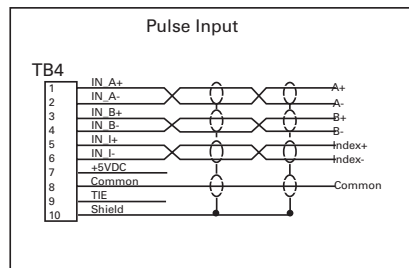 Pulse Input
TB4
1 IN_A+ A+
2 IN_A- A-
3 IN_B+ B+
4 IN_B- B-
5 IN_I+ Index+
6 IN_I- Index-
7 +5VDC
8 Common Common
9 TIE
10 Shield